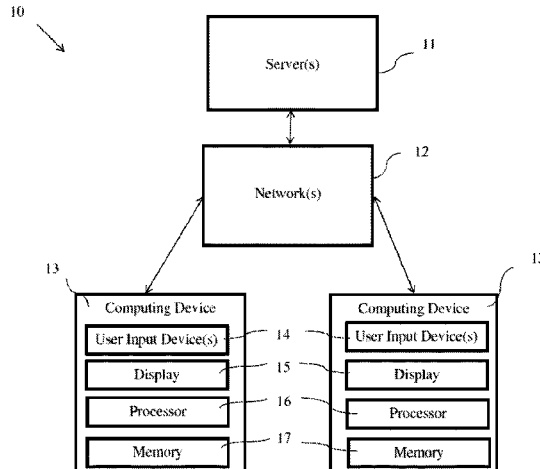 10
Server(s)
11
12
Network(s)
13
Computing Device
User Input Device(s)
Display
Processor
Memory
14
15
16
17
Computing Device
User Input Device(s)
Display
Processor
Memory